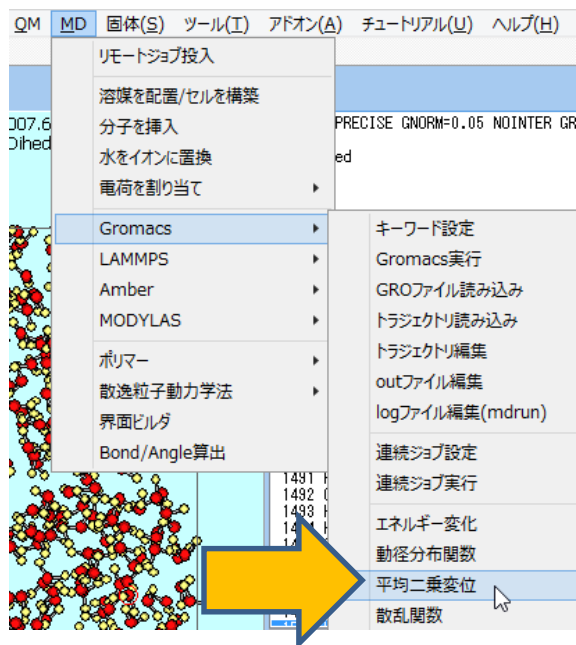 QM MD 固体(S) ツール(T) アドオン(A) チュートリアル(U) ヘルプ(H)
リモートジョブ投入
溶媒を配置/セルを構築
007.6
分子を挿入
PRECISE GNORM=0.05 NOINTER GR
Dihed
水をイオンに置換
ed
電荷を割り当て
Gromacs
LAMMPS
Amber
MODYLAS
ポリマー
散逸粒子動力学法
界面ビルダ
Bond/Angle算出
キーワード設定
Gromacs実行
GROファイル読み込み
トラジェクトリ読み込み
トラジェクトリ編集
outファイル編集
logファイル編集(mdrun)
連続ジョブ設定
連続ジョブ実行
エネルギー変化
動径分布関数
平均二乗変位
散乱関数
1491 H
1492 O
1493 H